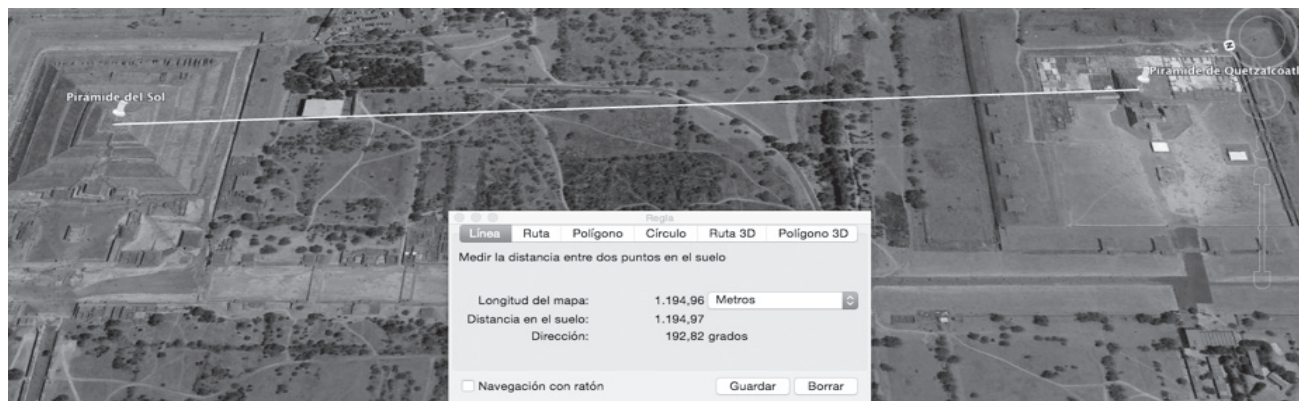 Piramide del Sol
N
Piramide de Quetzalcoatl
Regla
Línea Ruta Polígono Círculo Ruta 3D Polígono 3D
Medir la distancia entre dos puntos en el suelo
Longitud del mapa: 1.194,96 Metros
Distancia en el suelo: 1.194,97
Dirección: 192,82 grados
Navegación con ratón Guardar Borrar